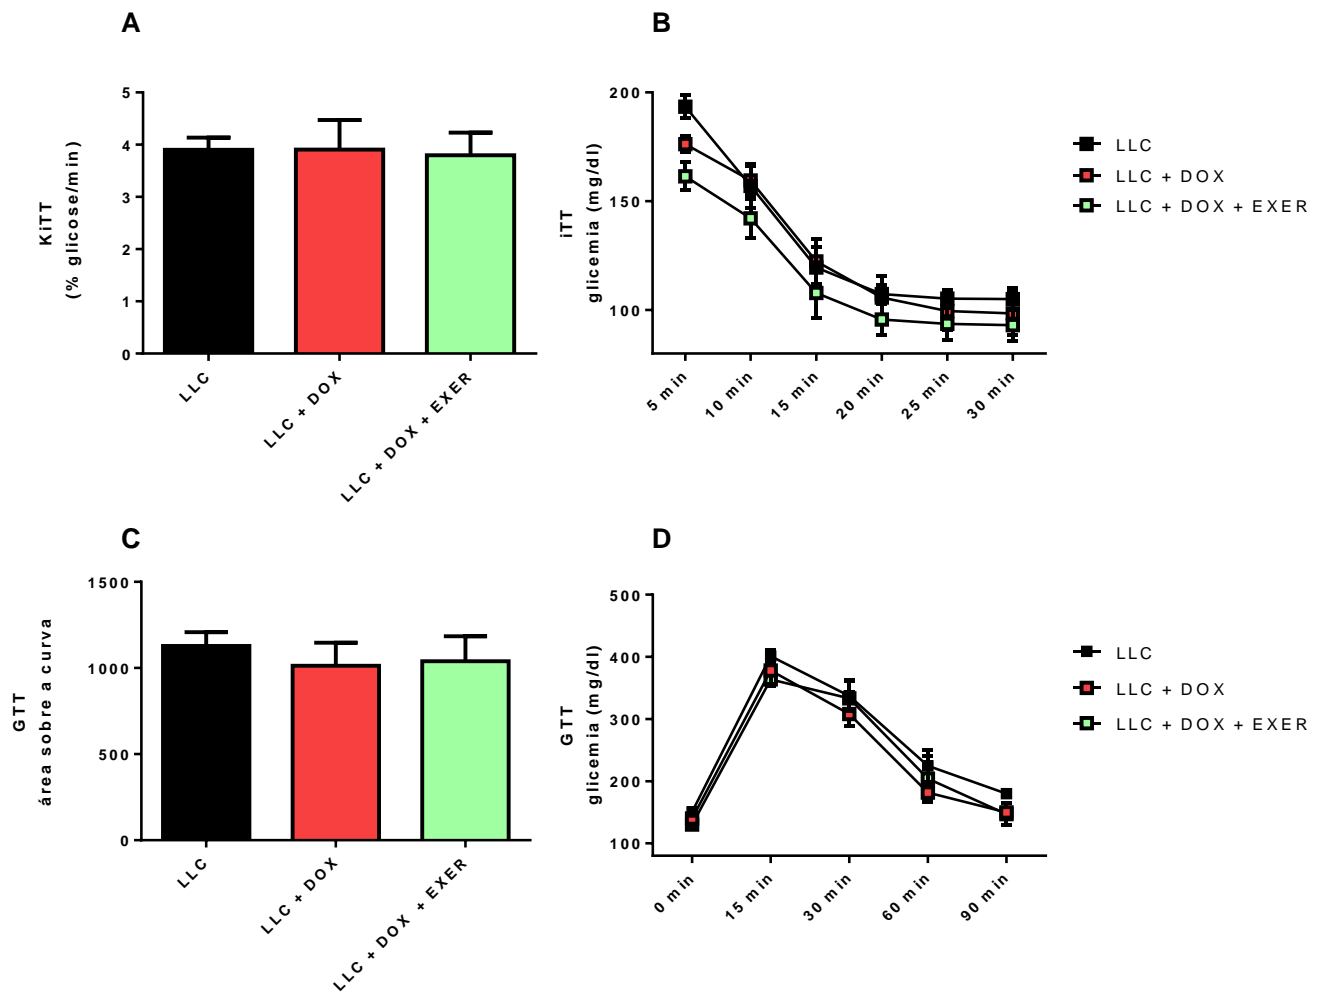 A
KiTT
(% glicose/min)
5
4
3
2
1
0
LLC
LLC + DOX
LLC + DOX + EXER
B
iTT
glicemia (mg/dl)
200
150
100
5 min
10 min
15 min
20 min
25 min
30 min
LLC
LLC + DOX
LLC + DOX + EXER
C
GTT
área sobre a curva
1500
1000
500
0
LLC
LLC + DOX
LLC + DOX + EXER
D
GTT
glicemia (mg/dl)
500
400
300
200
100
0 min
15 min
30 min
60 min
90 min
LLC
LLC + DOX
LLC + DOX + EXER